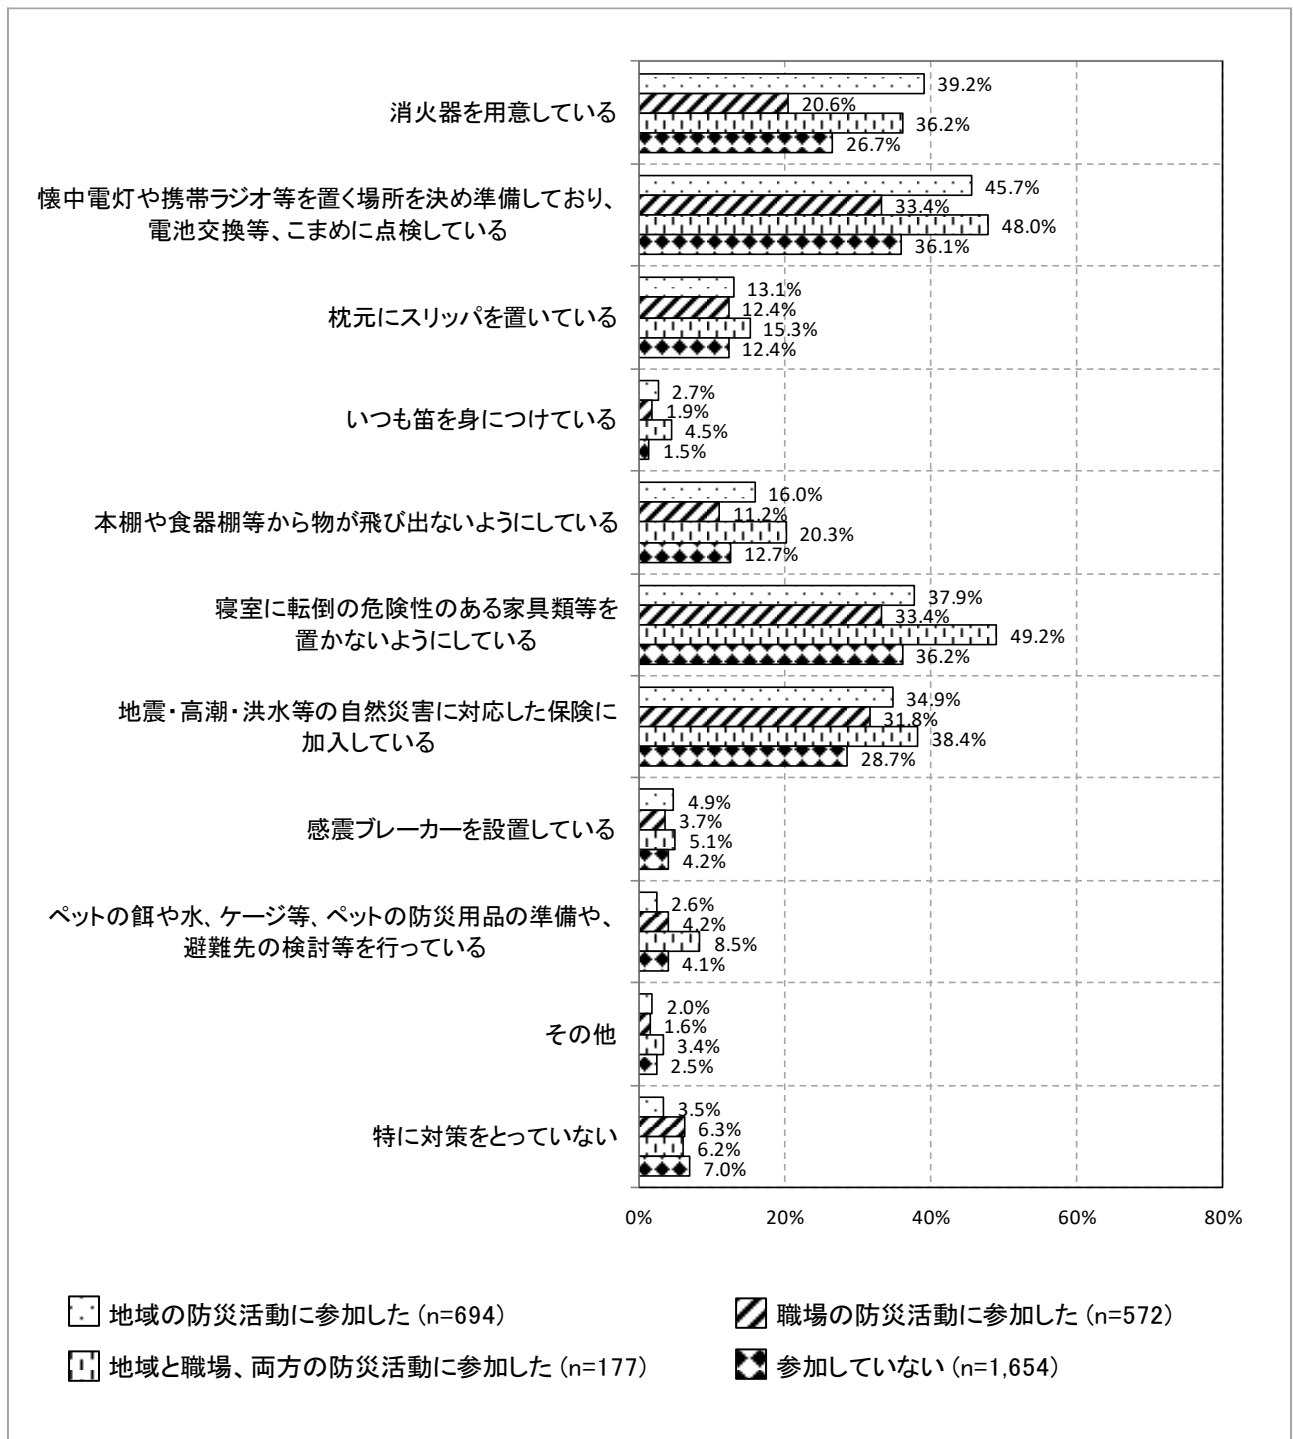 消火器を用意している
39.2%
20.6%
36.2%
26.7%
懐中電灯や携帯ラジオ等を置く場所を決め準備しており、
電池交換等、こまめに点検している
45.7%
33.4%
48.0%
36.1%
枕元にスリッパを置いている
13.1%
12.4%
15.3%
12.4%
いつも笛を身につけている
2.7%
1.9%
4.5%
1.5%
本棚や食器棚等から物が飛び出ないようにしている
16.0%
11.2%
20.3%
12.7%
寝室に転倒の危険性のある家具類等を
置かないようにしている
37.9%
33.4%
49.2%
36.2%
地震・高潮・洪水等の自然災害に対応した保険に
加入している
34.9%
31.8%
38.4%
28.7%
感震ブレーカーを設置している
4.9%
3.7%
5.1%
4.2%
ペットの餌や水、ケージ等、ペットの防災用品の準備や、
避難先の検討等を行っている
2.6%
4.2%
8.5%
4.1%
その他
2.0%
1.6%
3.4%
2.5%
特に対策をとっていない
3.5%
6.3%
6.2%
7.0%
0% 20% 40% 60% 80%
地域の防災活動に参加した (n=694) 職場の防災活動に参加した (n=572)
地域と職場、両方の防災活動に参加した (n=177) 参加していない (n=1,654)